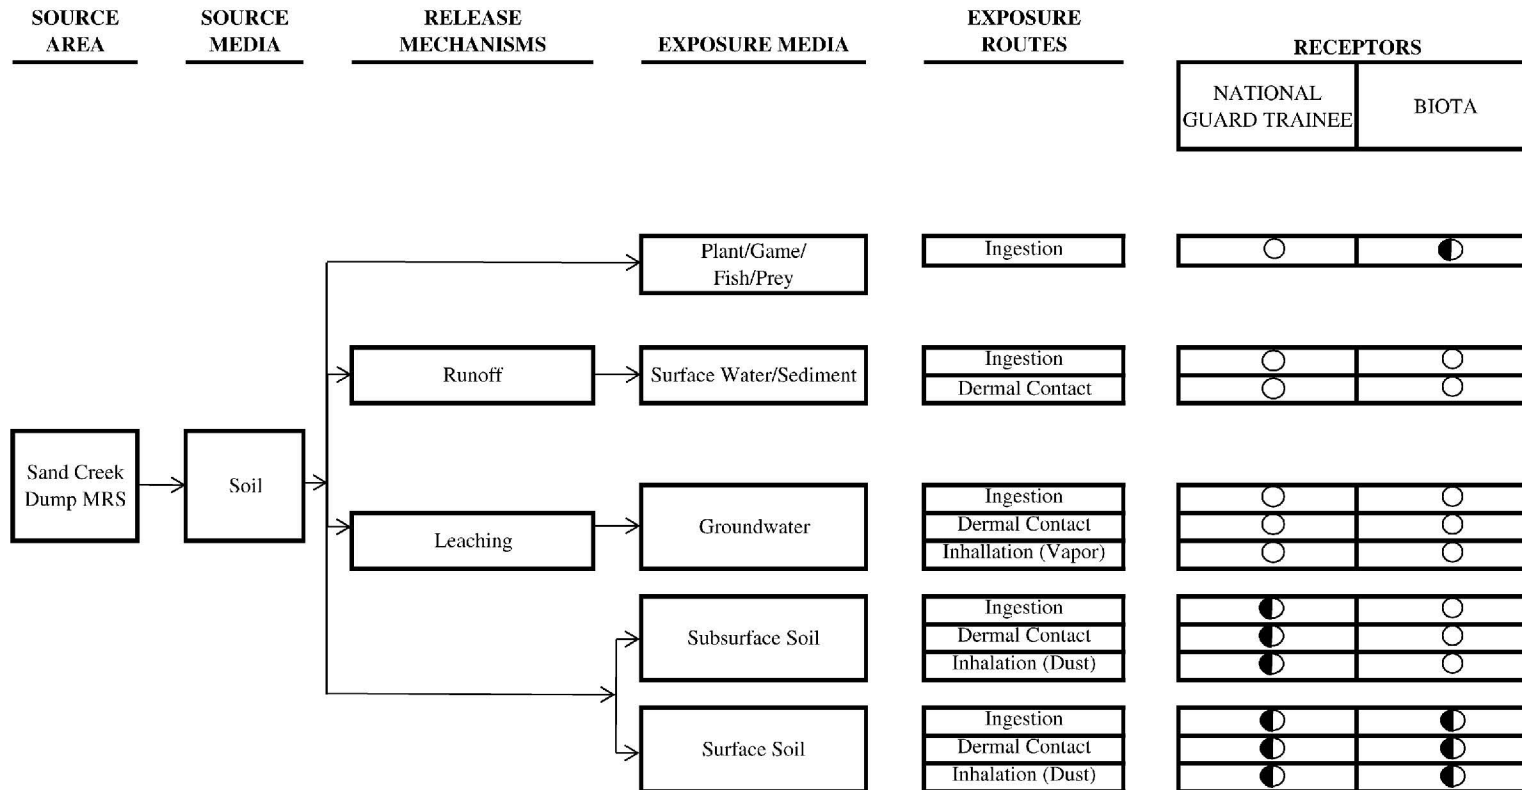 SOURCE
AREA
SOURCE
MEDIA
RELEASE
MECHANISMS
EXPOSURE MEDIA
EXPOSURE
ROUTES
RECEPTORS
NATIONAL
GUARD TRAINEE
BIOTA
Plant/Game/
Fish/Prey
Ingestion
Runoff
Surface Water/Sediment
Ingestion
Dermal Contact
Sand Creek
Dump MRS
Soil
Leaching
Groundwater
Ingestion
Dermal Contact
Inhallation (Vapor)
Subsurface Soil
Ingestion
Dermal Contact
Inhalation (Dust)
Surface Soil
Ingestion
Dermal Contact
Inhalation (Dust)